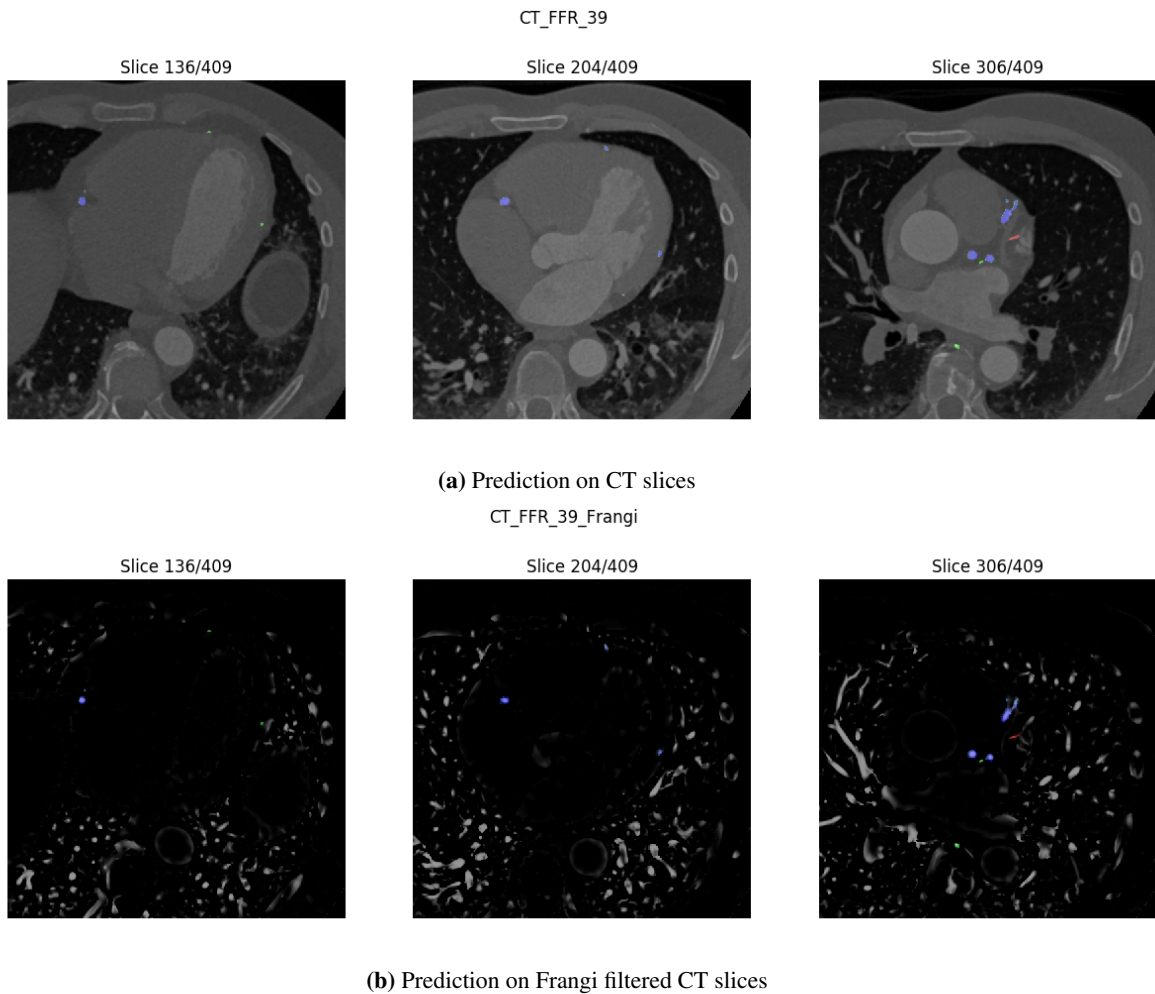 CT_FFR_39
Slice 136/409
Slice 204/409
Slice 306/409
(a) Prediction on CT slices
CT_FFR_39_Frangi
Slice 136/409
Slice 204/409
Slice 306/409
(b) Prediction on Frangi filtered CT slices